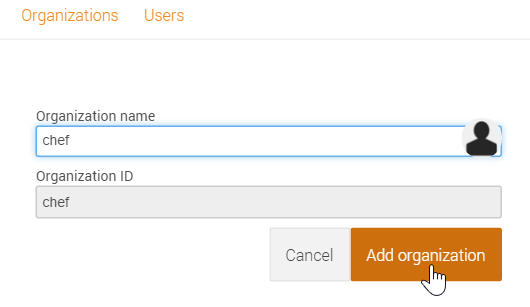 Organizations Users
Organization name
chef
Organization ID
chef
Cancel Add organization